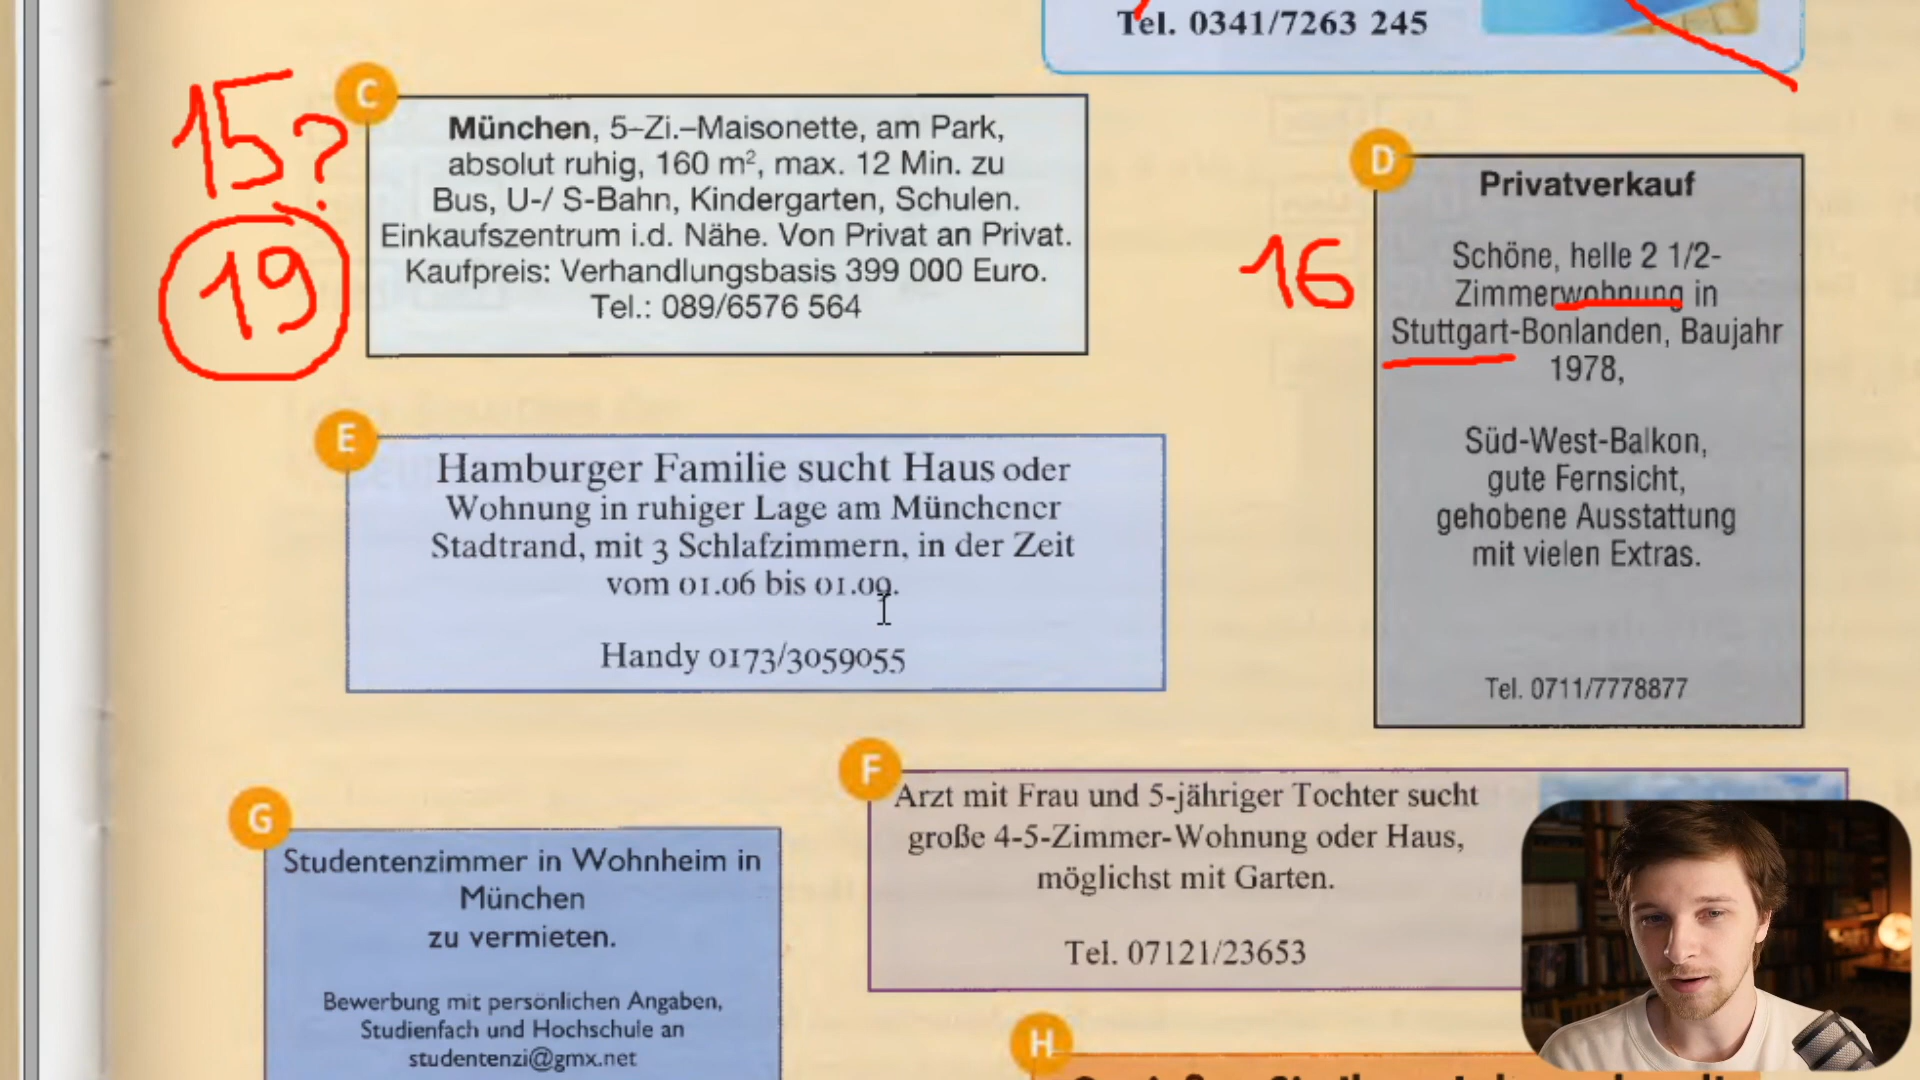 Tel. 0341/7263 245
15?
19
C
München, 5-Zi.-Maisonette, am Park,
absolut ruhig, 160 m², max. 12 Min. zu
Bus, U-/ S-Bahn, Kindergarten, Schulen.
Einkaufszentrum i.d. Nähe. Von Privat an Privat.
Kaufpreis: Verhandlungsbasis 399 000 Euro.
Tel.: 089/6576 564
16
D
Privatverkauf
Schöne, helle 2 1/2-
Zimmerwohnung in
Stuttgart-Bonlanden, Baujahr
1978,
Süd-West-Balkon,
gute Fernsicht,
gehobene Ausstattung
mit vielen Extras.
Tel. 0711/7778877
E
Hamburger Familie sucht Haus oder
Wohnung in ruhiger Lage am Münchener
Stadtrand, mit 3 Schlafzimmern, in der Zeit
vom 01.06 bis 01.09.
Handy 0173/3059055
F
Arzt mit Frau und 5-jähriger Tochter sucht
große 4-5-Zimmer-Wohnung oder Haus,
möglichst mit Garten.
Tel. 07121/23653
G
Studentenzimmer in Wohnheim in
München
zu vermieten.
Bewerbung mit persönlichen Angaben,
Studienfach und Hochschule an
studentenzi@gmx.net
H